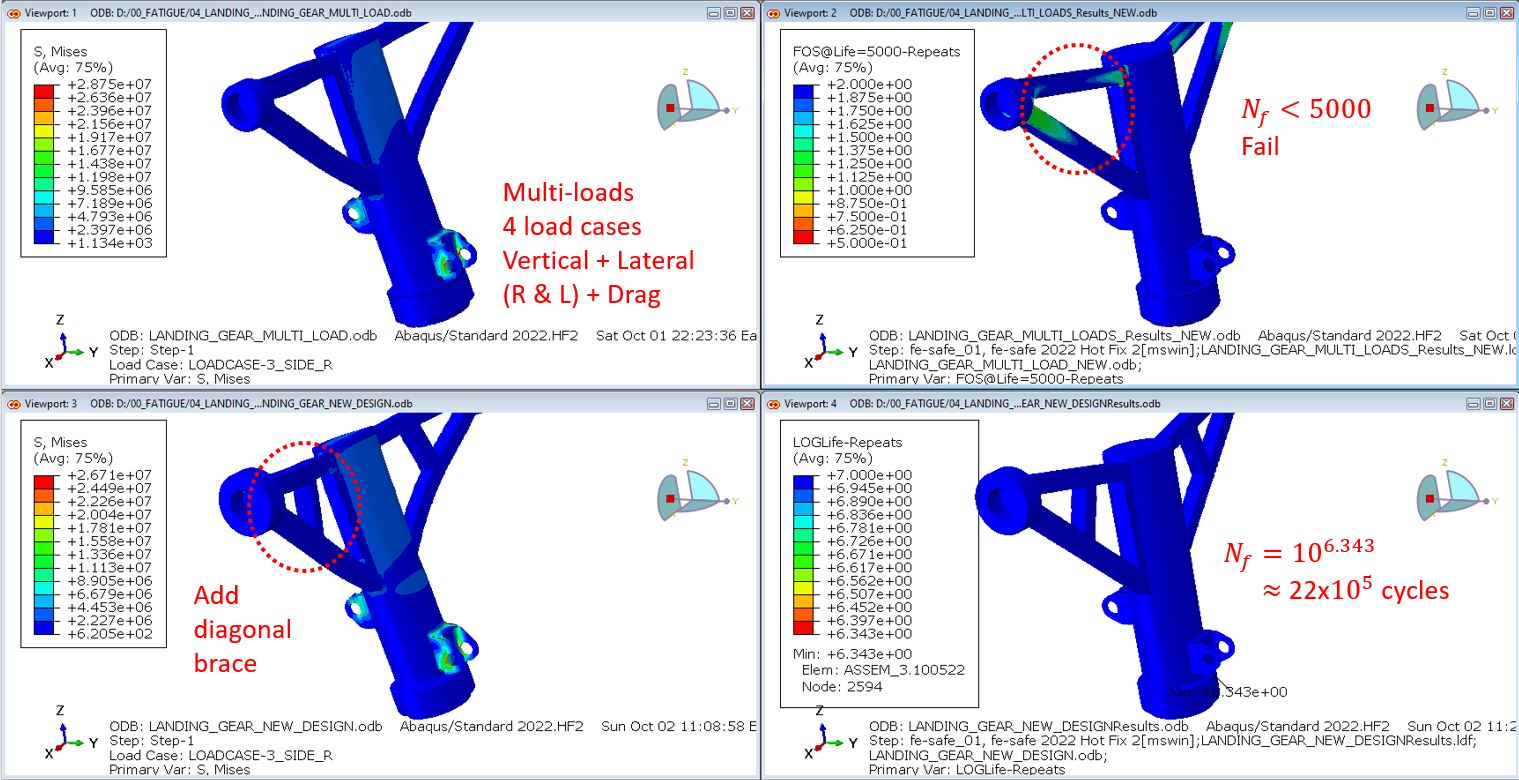 Viewport: 1 ODB: D:/00_FATIGUE/04_LANDING_...NDING_GEAR_MULTI_LOAD.odb
S, Mises
(Avg: 75%)
+2.875e+07
+2.636e+07
+2.396e+07
+2.156e+07
+1.917e+07
+1.677e+07
+1.438e+07
+1.198e+07
+9.585e+06
+7.189e+06
+4.793e+06
+2.397e+06
+1.134e+03
Z
Y
Multi-loads
4 load cases
Vertical + Lateral
(R & L) + Drag
Z
Y
X
ODB: LANDING_GEAR_MULTI_LOAD.odb Abaqus/Standard 2022.HF2 Sat Oct 01 22:23:36 Ea
Step: Step-1
Load Case: LOADCASE-3_SIDE_R
Primary Var: S, Mises
Viewport: 2 ODB: D:/00_FATIGUE/04_LANDING_...LTI_LOADS_Results_NEW.odb
FOS@Life=5000-Repeats
(Avg: 75%)
+2.000e+00
+1.875e+00
+1.750e+00
+1.625e+00
+1.500e+00
+1.375e+00
+1.250e+00
+1.125e+00
+1.000e+00
+8.750e-01
+7.500e-01
+6.250e-01
+5.000e-01
Z
Y
N_f < 5000
Fail
Z
Y
X
ODB: LANDING_GEAR_MULTI_LOADS_Results_NEW.odb Abaqus/Standard 2022.HF2 Sat Oct
Step: fe-safe_01, fe-safe 2022 Hot Fix 2[mswin];LANDING_GEAR_MULTI_LOADS_Results_NEW.ld
LANDING_GEAR_MULTI_LOAD_NEW.odb;
Primary Var: FOS@Life=5000-Repeats
Viewport: 3 ODB: D:/00_FATIGUE/04_LANDING_...NDING_GEAR_NEW_DESIGN.odb
S, Mises
(Avg: 75%)
+2.671e+07
+2.449e+07
+2.226e+07
+2.004e+07
+1.781e+07
+1.558e+07
+1.336e+07
+1.113e+07
+8.905e+06
+6.679e+06
+4.453e+06
+2.227e+06
+6.205e+02
Z
Y
Add
diagonal
brace
Z
Y
X
ODB: LANDING_GEAR_NEW_DESIGN.odb Abaqus/Standard 2022.HF2 Sun Oct 02 11:08:58 E
Step: Step-1
Load Case: LOADCASE-3_SIDE_R
Primary Var: S, Mises
Viewport: 4 ODB: D:/00_FATIGUE/04_LANDING_...EAR_NEW_DESIGNResults.odb
LOGLife-Repeats
(Avg: 75%)
+7.000e+00
+6.945e+00
+6.890e+00
+6.836e+00
+6.781e+00
+6.726e+00
+6.671e+00
+6.617e+00
+6.562e+00
+6.507e+00
+6.452e+00
+6.397e+00
+6.343e+00
Min: +6.343e+00
Elem: ASSEM_3.100522
Node: 2594
Z
Y
N_f = 10^6.343
≈ 22x10^5 cycles
Min: +6.343e+00
Z
Y
X
ODB: LANDING_GEAR_NEW_DESIGNResults.odb Abaqus/Standard 2022.HF2 Sun Oct 02 11:2
Step: fe-safe_01, fe-safe 2022 Hot Fix 2[mswin];LANDING_GEAR_NEW_DESIGNResults.ldf;
LANDING_GEAR_NEW_DESIGN.odb;
Primary Var: LOGLife-Repeats